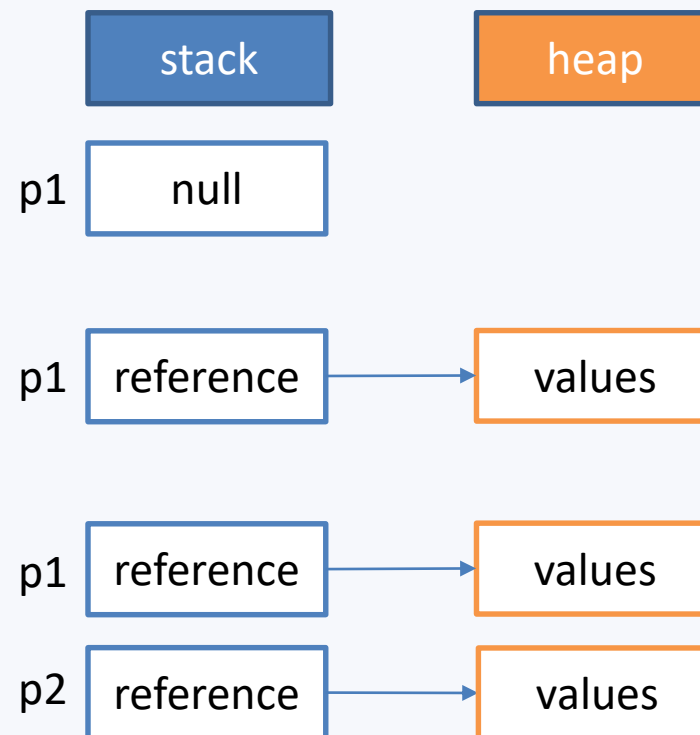 stack heap
p1 null
p1 reference values
p1 reference values
p2 reference values